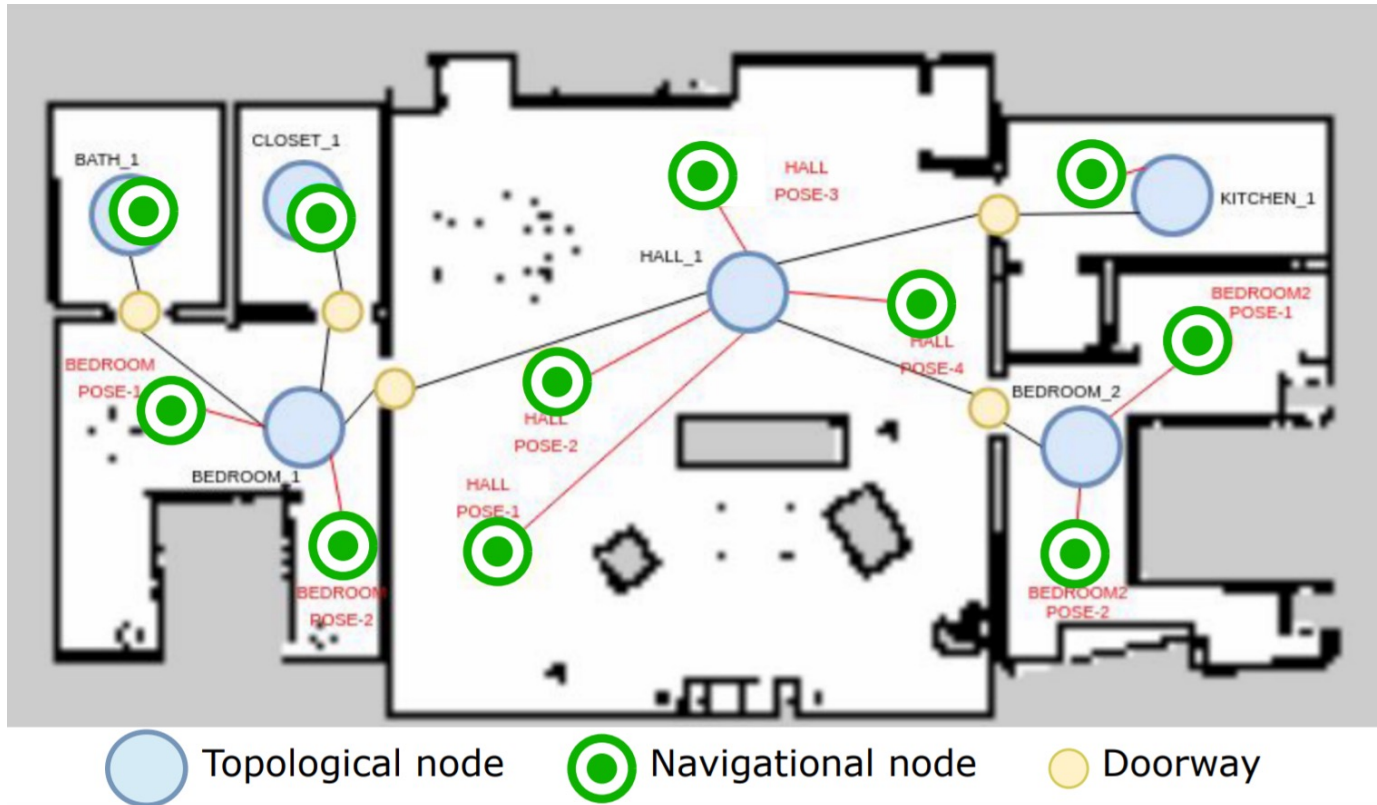 CLOSET_1
BATH_1
HALL
POSE-3
KITCHEN_1
HALL_1
BEDROOM2
POSE-1
HALL
POSE-4
BEDROOM
POSE-1
BEDROOM_2
HALL
POSE-2
BEDROOM_1
HALL
POSE-1
BEDROOM
POSE-2
BEDROOM2
POSE-2
Topological node
Navigational node
Doorway